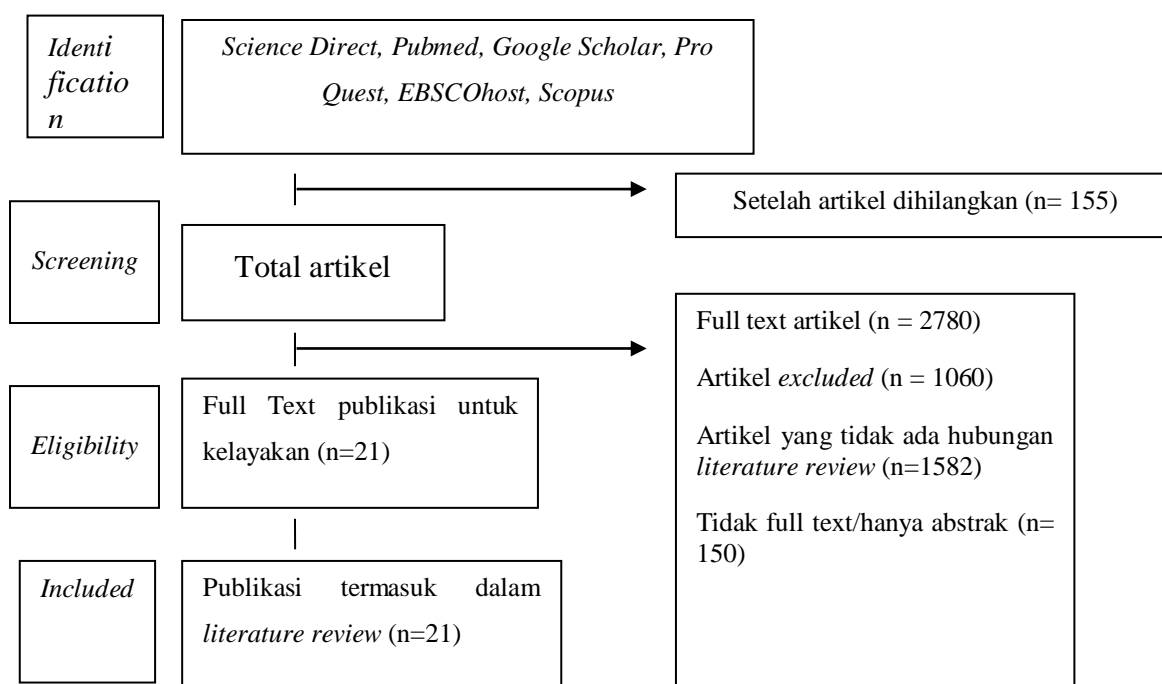 Identi
ficatio
n
Science Direct, Pubmed, Google Scholar, Pro
Quest, EBSCOhost, Scopus
Setelah artikel dihilangkan (n= 155)
Screening
Total artikel
Full text artikel (n = 2780)
Artikel excluded (n = 1060)
Artikel yang tidak ada hubungan
literature review (n=1582)
Tidak full text/hanya abstrak (n=
150)
Eligibility
Full Text publikasi untuk
kelayakan (n=21)
Included
Publikasi termasuk dalam
literature review (n=21)